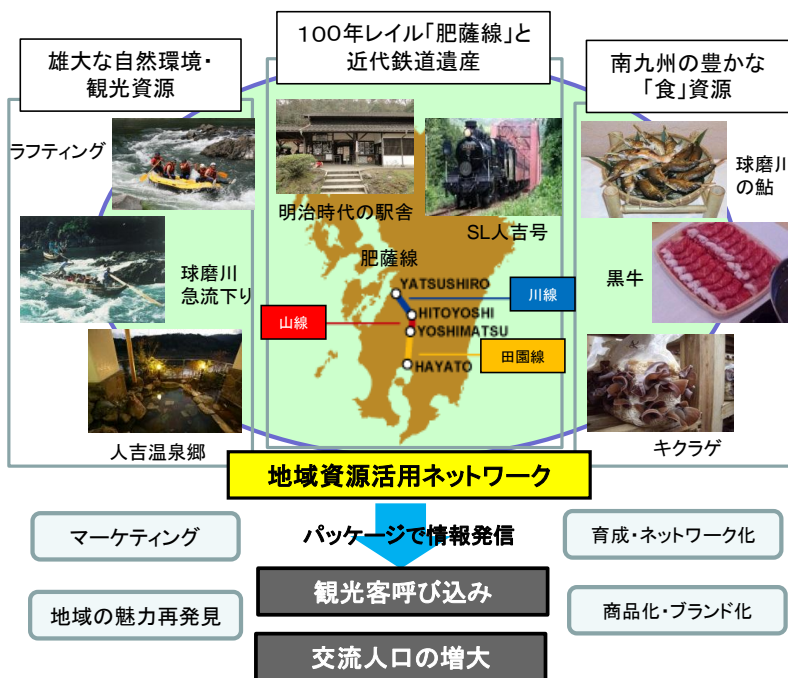 雄大な自然環境・
観光資源
100年レイル「肥薩線」と
近代鉄道遺産
南九州の豊かな
「食」資源
ラフティング
球磨川
急流下り
人吉温泉郷
明治時代の駅舎
SL人吉号
肥薩線
YATSUSHIRO
HITOYOSHI
YOSHIMATSU
HAYATO
川線
山線
田園線
球磨川
の鮎
黒牛
キクラゲ
地域資源活用ネットワーク
パッケージで情報発信
マーケティング
地域の魅力再発見
育成・ネットワーク化
商品化・ブランド化
観光客呼び込み
交流人口の増大